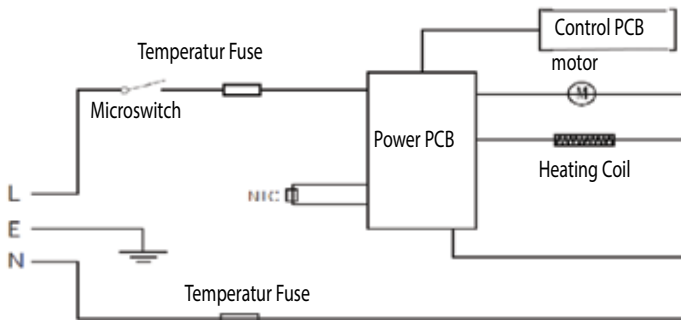 Control PCB
Temperatur Fuse
motor
M
Microswitch
Power PCB
Heating Coil
L
NTC
E
N
Temperatur Fuse